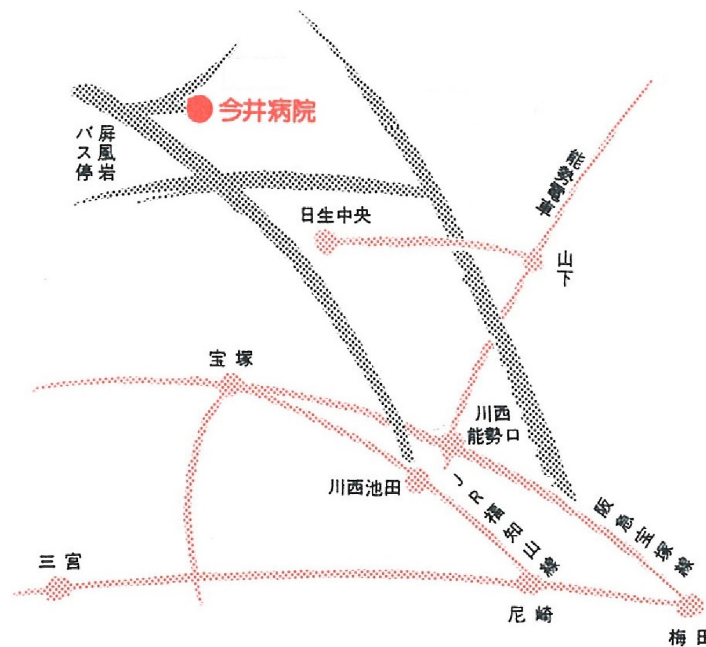 今井病院
屏風岩
バス停
能勢電車
日生中央
山下
宝塚
川西
能勢口
川西池田
JR福知山線
阪急宝塚線
三宮
尼崎
梅田